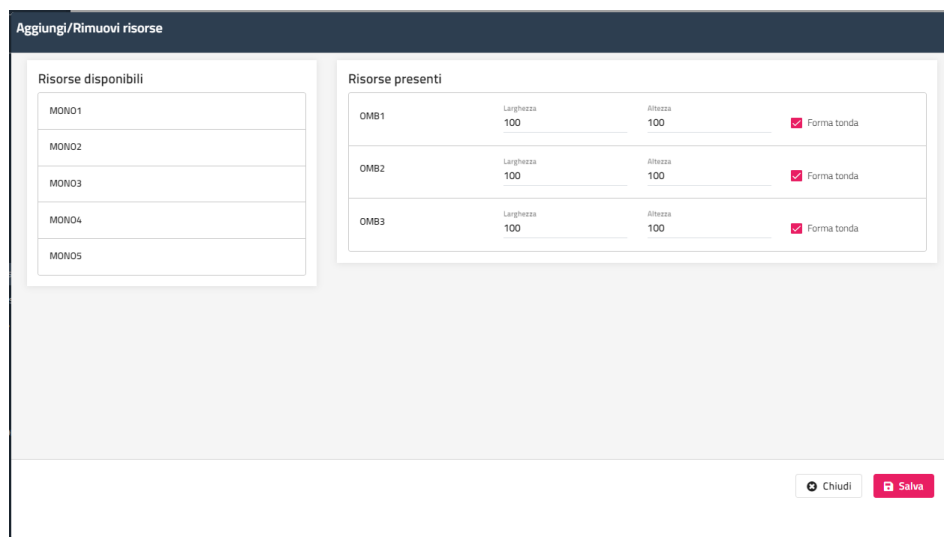 Aggiungi/Rimuovi risorse
Risorse disponibili
MONO1
MONO2
MONO3
MONO4
MONO5
Risorse presenti
OMB1
Larghezza
100
Altezza
100
Forma tonda
OMB2
Larghezza
100
Altezza
100
Forma tonda
OMB3
Larghezza
100
Altezza
100
Forma tonda
Chiudi
Salva